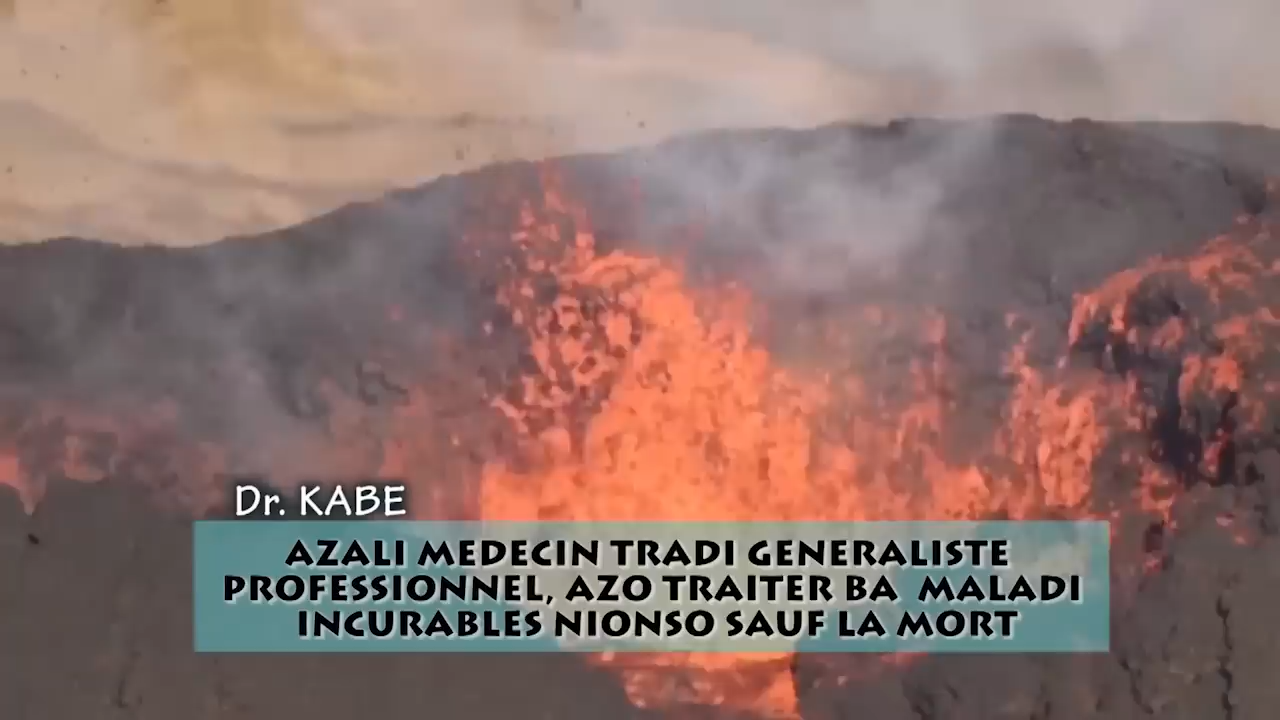 Dr. KABE
AZALI MEDECIN TRADI GENERALISTE
PROFESSIONNEL, AZO TRAITER BA MALADI
INCURABLES NIONSO SAUF LA MORT